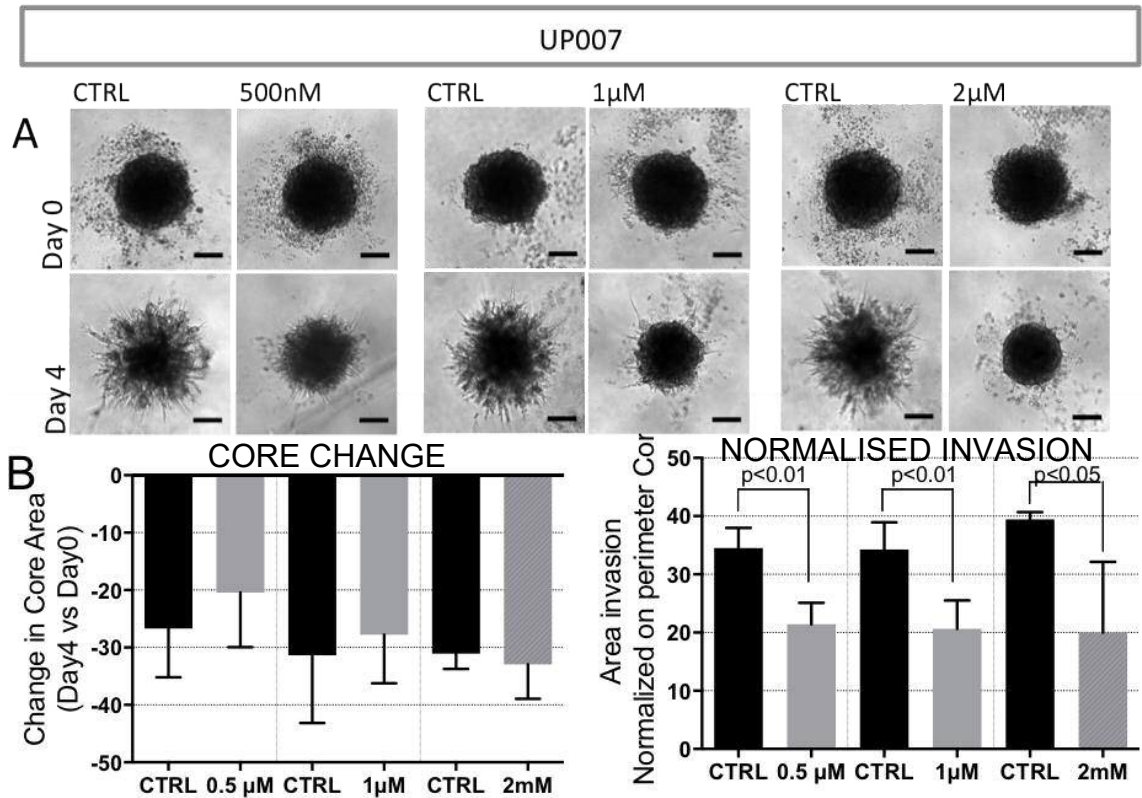 UP007
CTRL 500nM CTRL 1µM CTRL 2µM
A
Day 0
Day 4
B
CORE CHANGE
Change in Core Area
(Day4 vs Day0)
0
-10
-20
-30
-40
-50
CTRL 0.5 µM CTRL 1µM CTRL 2mM
NORMALISED INVASION
Area invasion
Normalized on perimeter Cor
50
40
30
20
10
0
p<0.01 p<0.01 p<0.05
CTRL 0.5 µM CTRL 1µM CTRL 2mM